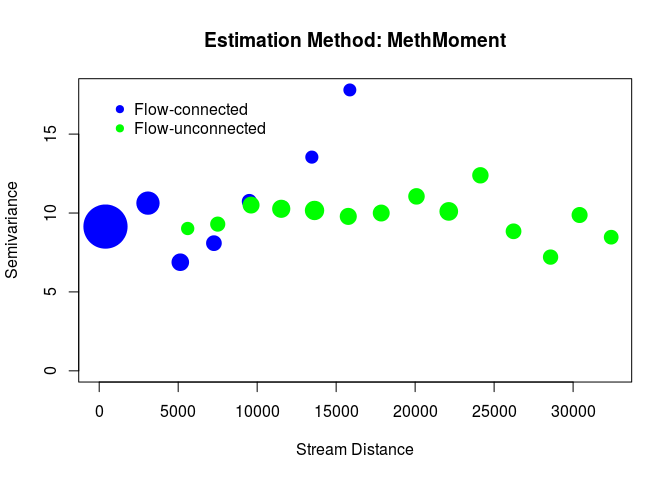 Estimation Method: MethMoment
Flow-connected
Flow-unconnected
Semivariance
15
10
5
0
0 5000 10000 15000 20000 25000 30000
Stream Distance